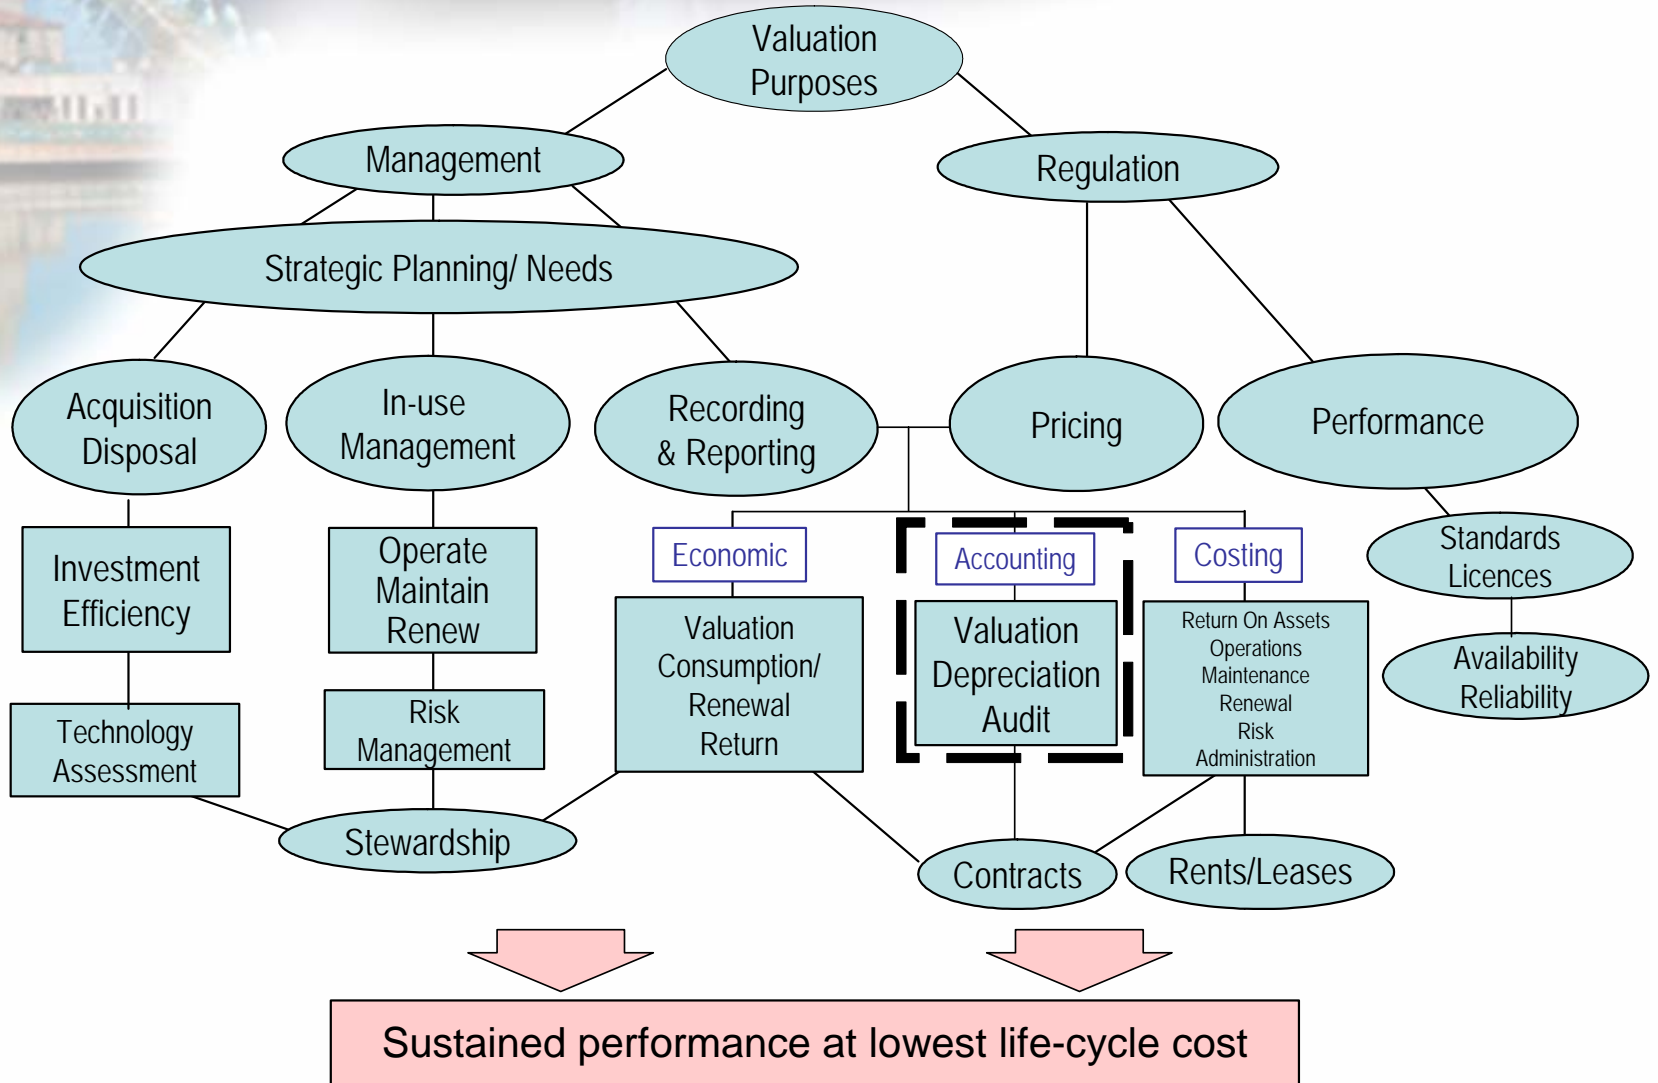 Valuation
Purposes
Management
Regulation
Strategic Planning/ Needs
Acquisition
Disposal
In-use
Management
Recording
& Reporting
Pricing
Performance
Investment
Efficiency
Operate
Maintain
Renew
Economic
Accounting
Costing
Standards
Licences
Valuation
Consumption/
Renewal
Return
Valuation
Depreciation
Audit
Return On Assets
Operations
Maintenance
Renewal
Risk
Administration
Availability
Reliability
Technology
Assessment
Risk
Management
Stewardship
Contracts
Rents/Leases
Sustained performance at lowest life-cycle cost